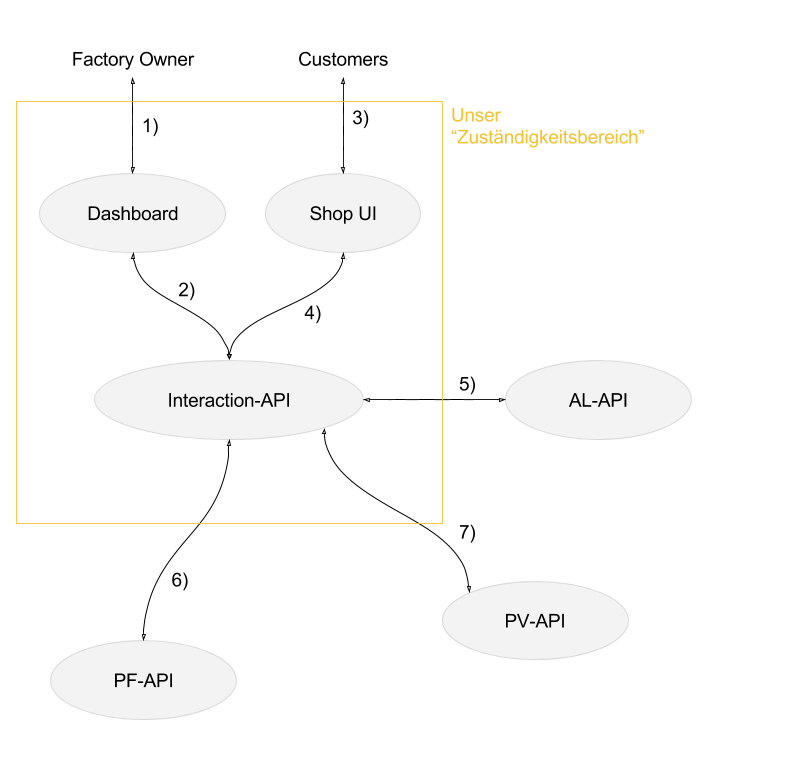 Factory Owner
Customers
1)
3)
Unser
“Zuständigkeitsbereich”
Dashboard
Shop UI
2)
4)
5)
Interaction-API
AL-API
7)
6)
PV-API
PF-API